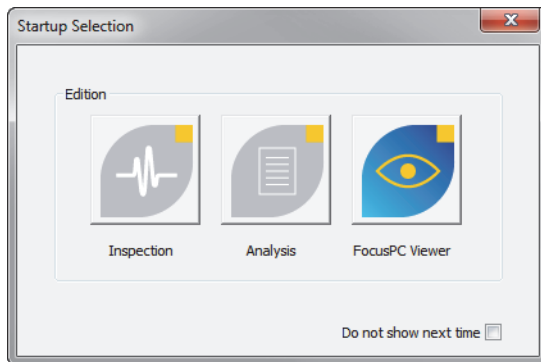 Startup Selection
Edition
Inspection Analysis FocusPC Viewer
Do not show next time